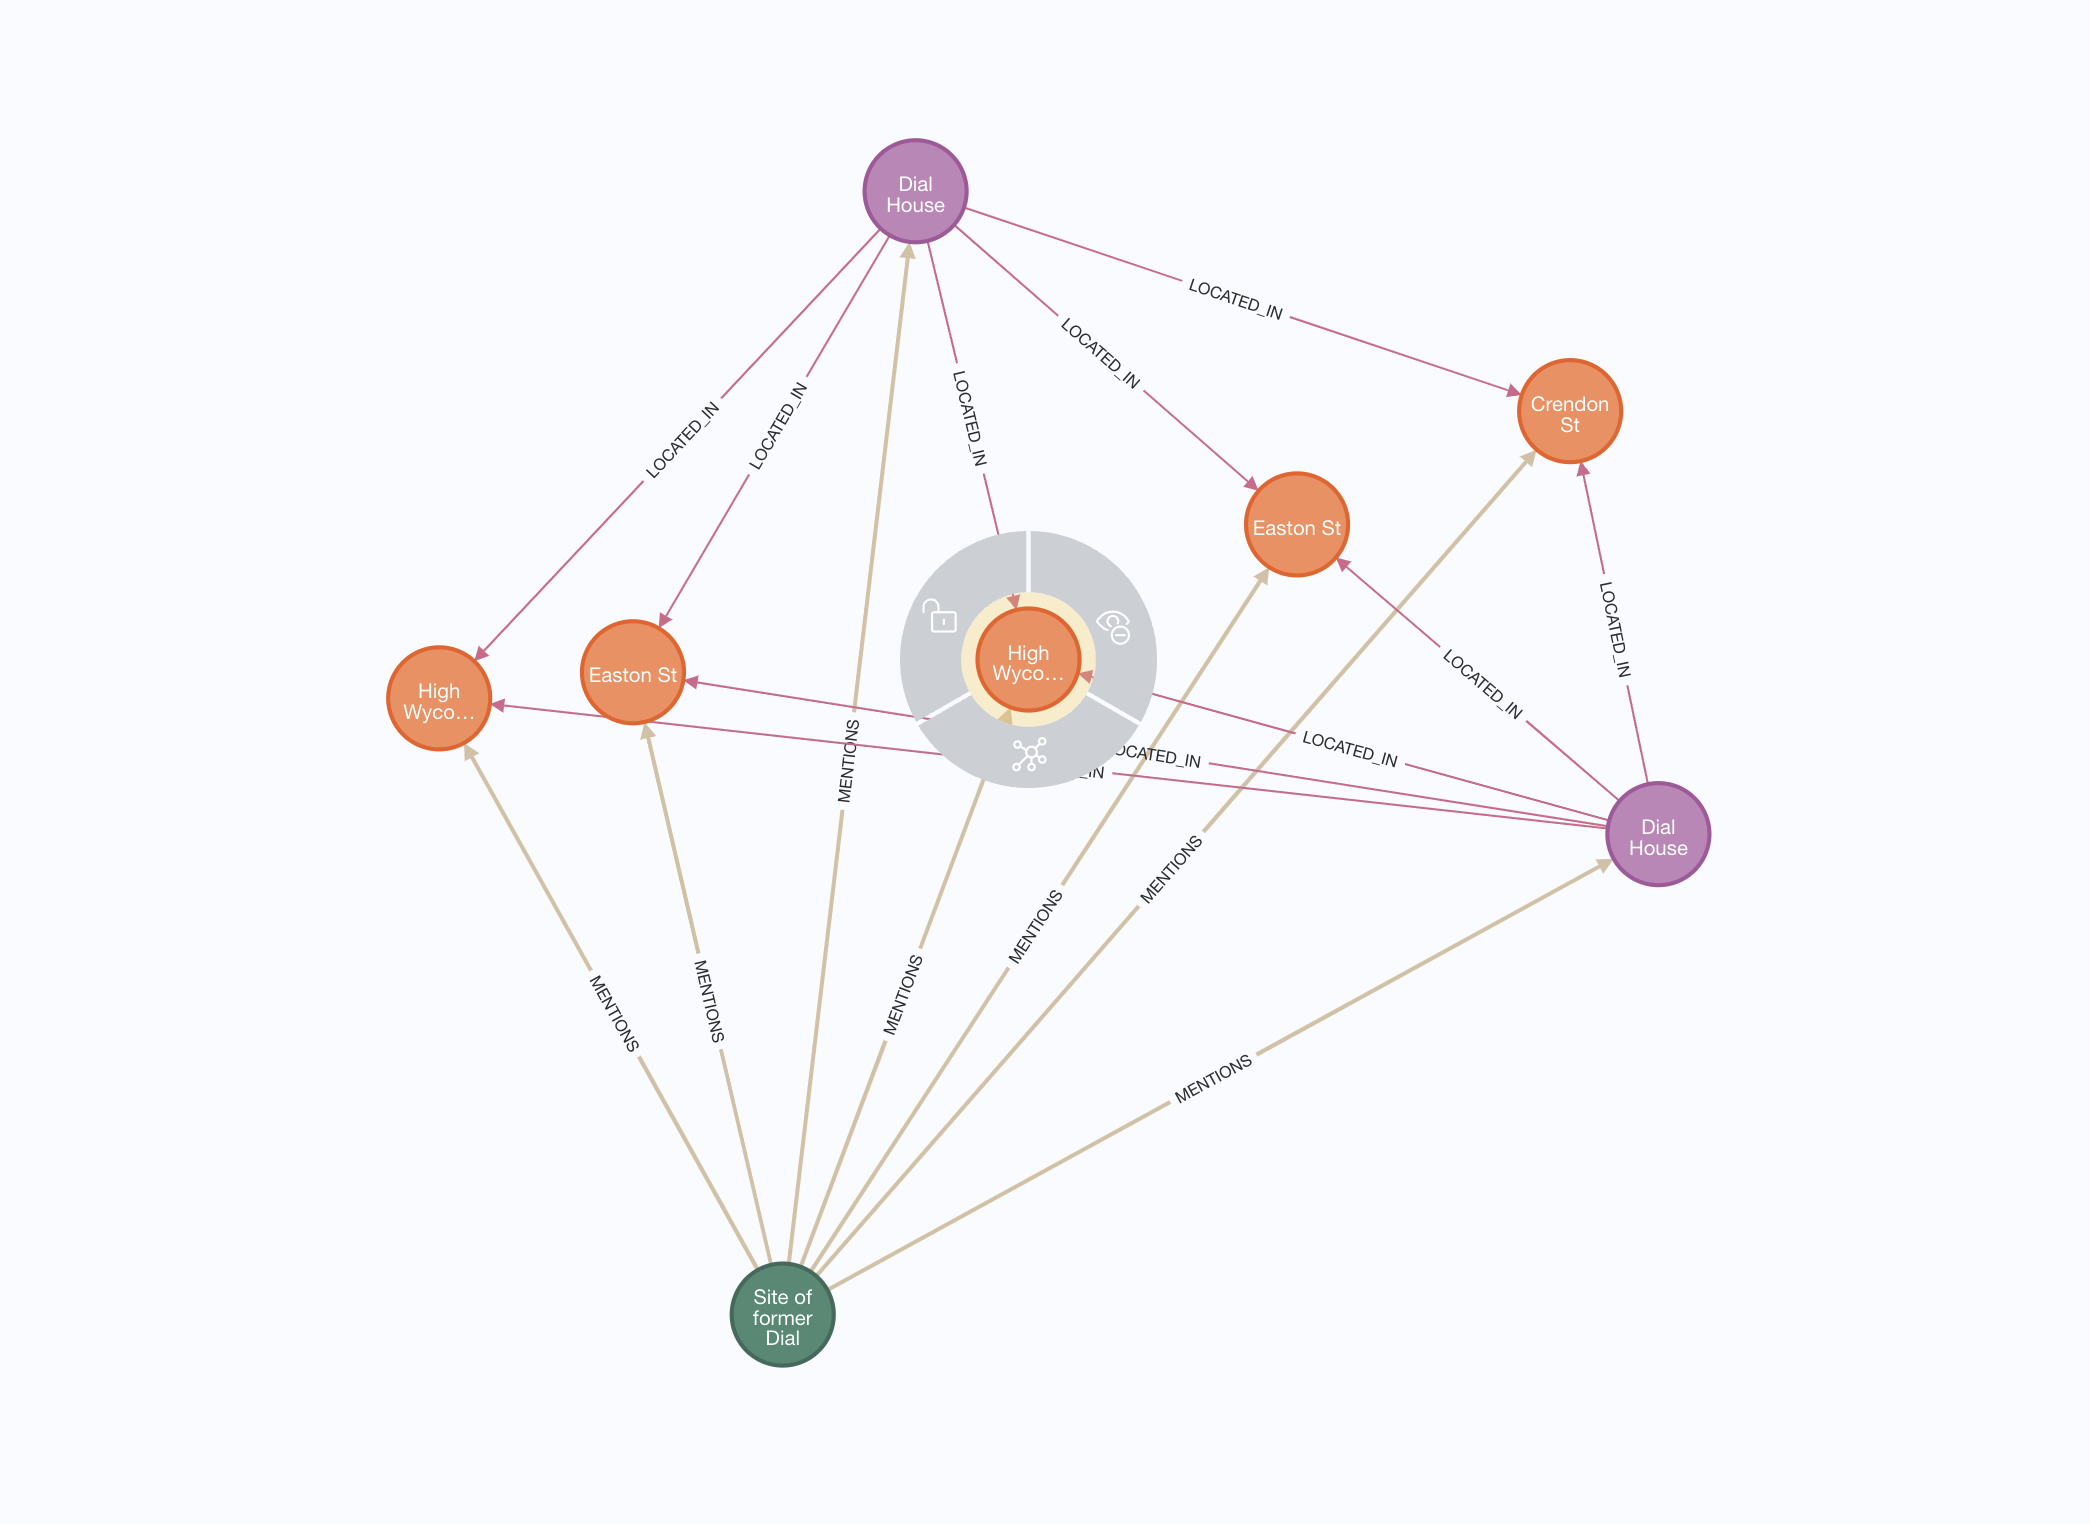 Dial
House
LOCATED_IN
LOCATED_IN
LOCATED_IN
LOCATED_IN
LOCATED_IN
Crendon
St
Easton St
LOCATED_IN
High
Wyco…
Easton St
High
Wyco…
LOCATED_IN
MENTIONS
OCATED_IN
LOCATED_IN
_IN
Dial
House
MENTIONS
MENTIONS
MENTIONS
MENTIONS
MENTIONS
MENTIONS
Site of
former
Dial